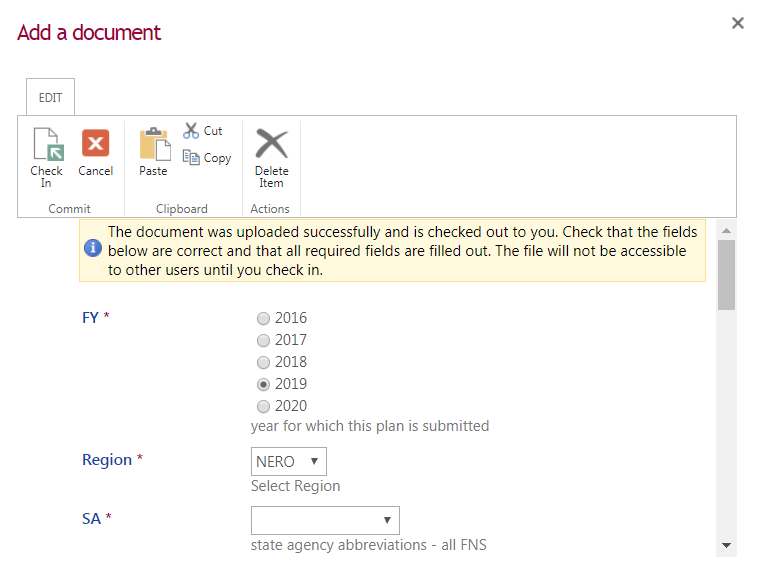 Add a document
EDIT
Check In
Cancel
Paste
Cut
Copy
Delete Item
Commit
Clipboard
Actions
The document was uploaded successfully and is checked out to you. Check that the fields
below are correct and that all required fields are filled out. The file will not be accessible
to other users until you check in.
FY *
2016
2017
2018
2019
2020
year for which this plan is submitted
Region *
NERO
Select Region
SA *
state agency abbreviations - all FNS